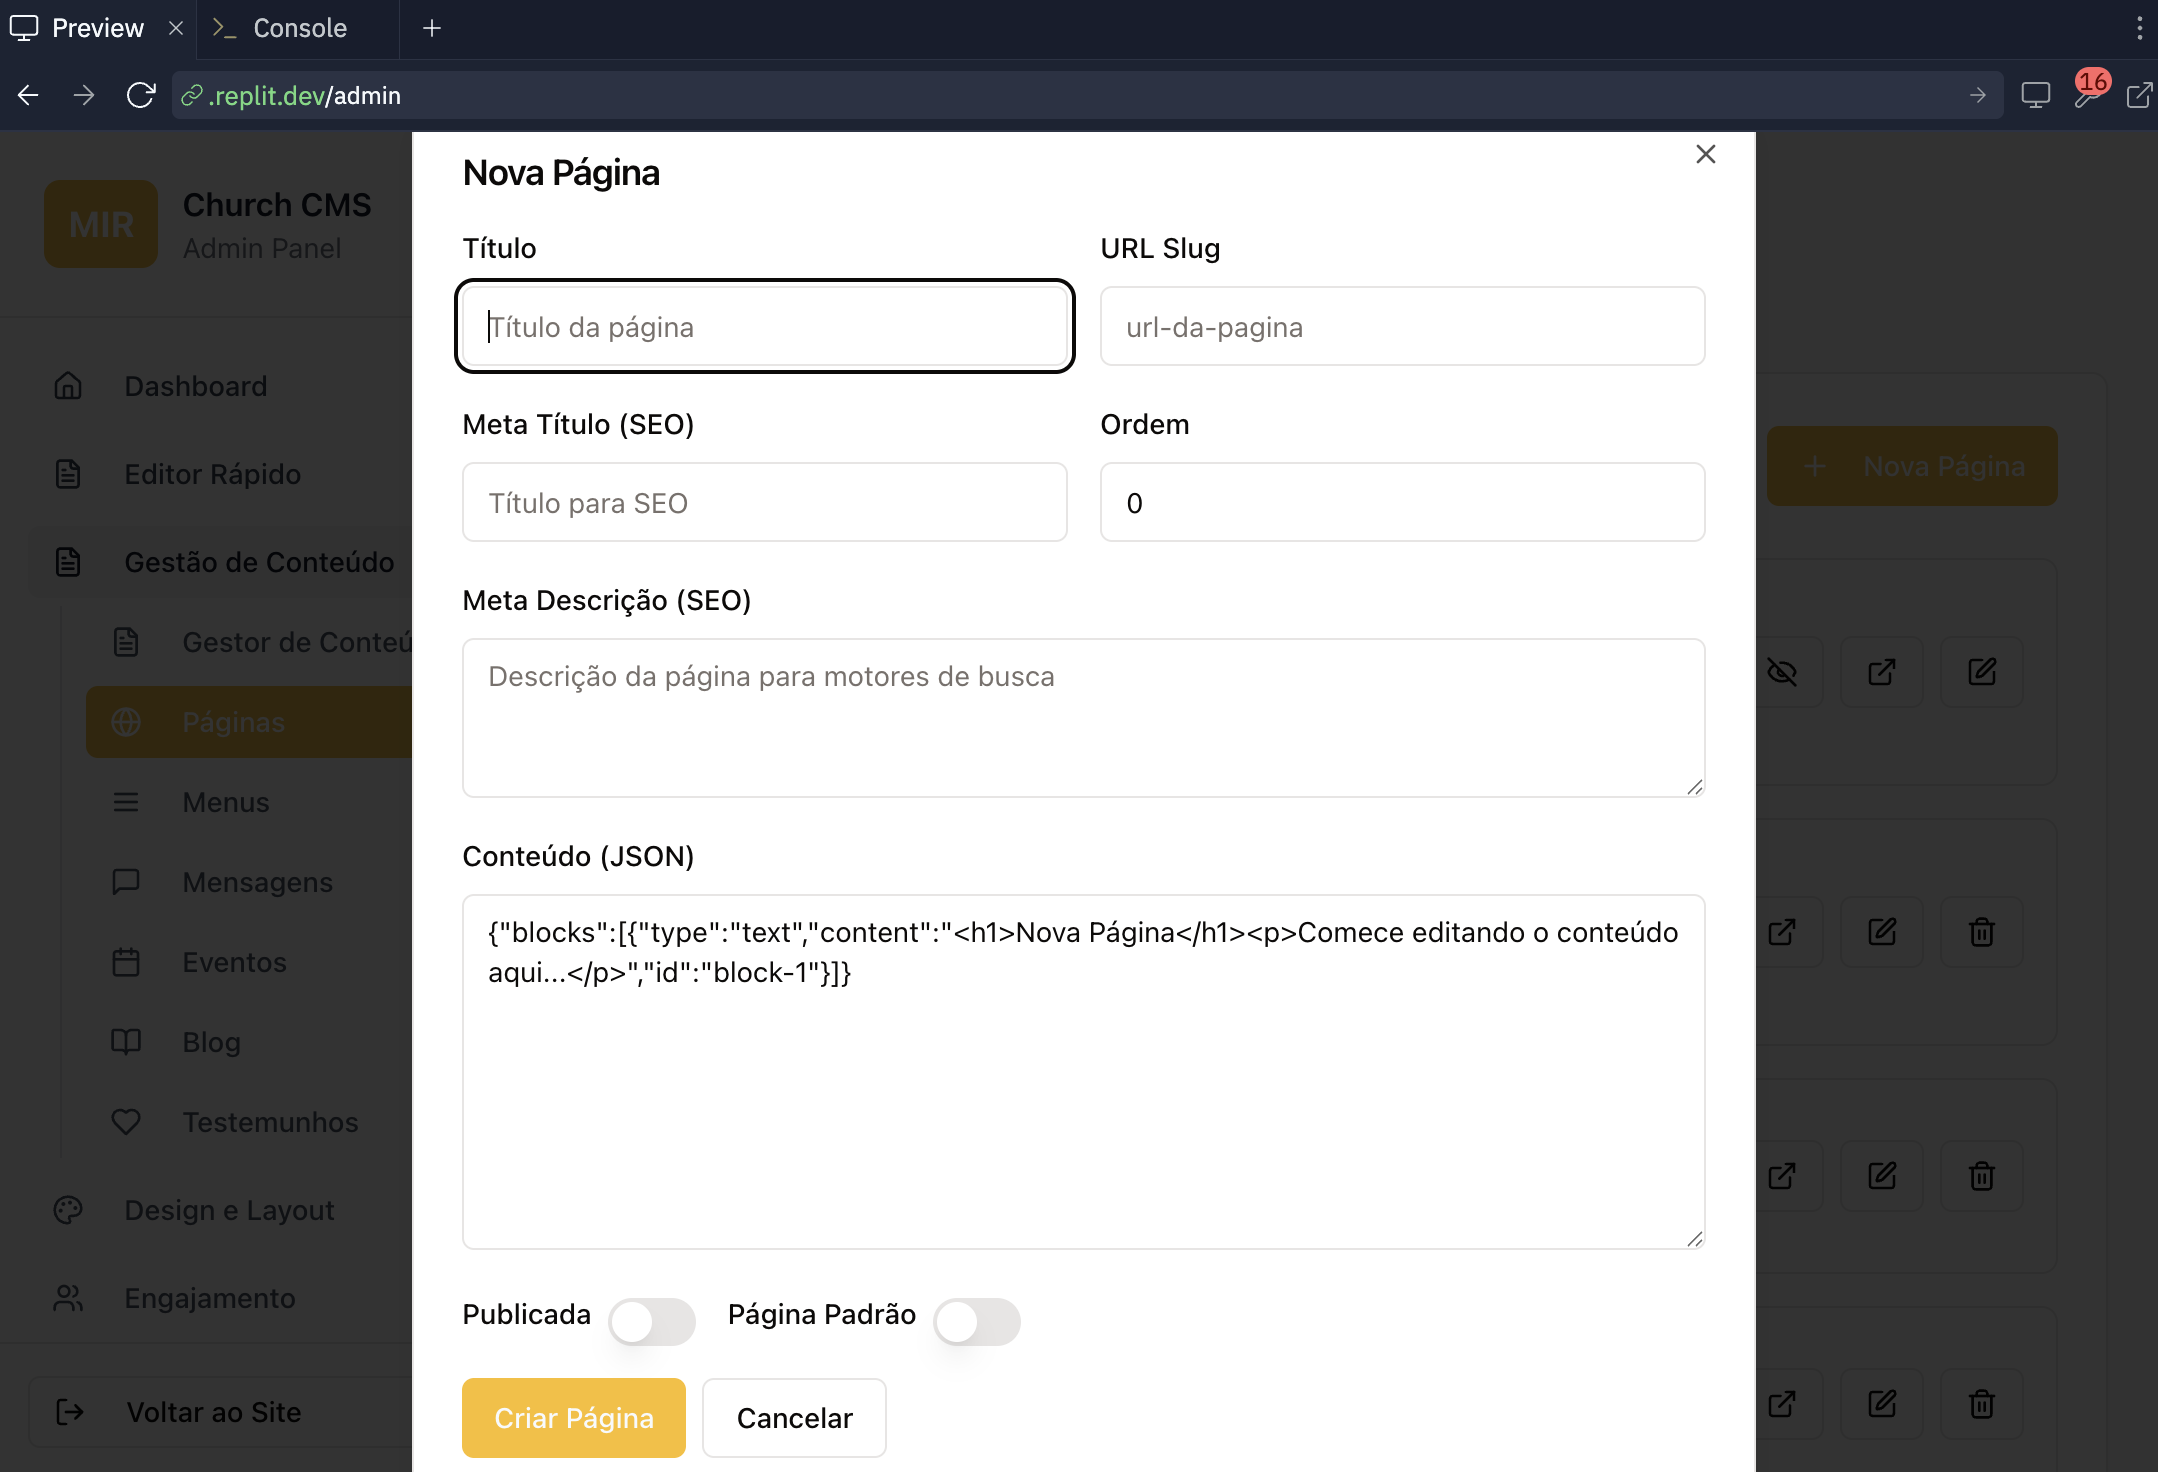 Preview
Console
16
.replit.dev/admin
MIR
Church CMS
Admin Panel
Dashboard
Editor Rápido
Gestão de Conteúdo
Gestor de Conteú
Páginas
Menus
Mensagens
Eventos
Blog
Testemunhos
Design e Layout
Engajamento
Voltar ao Site
Nova Página
Título
Título da página
URL Slug
url-da-pagina
Meta Título (SEO)
Título para SEO
Ordem
0
Meta Descrição (SEO)
Descrição da página para motores de busca
Conteúdo (JSON)
{"blocks":[{"type":"text","content":"<h1>Nova Página</h1><p>Comece editando o conteúdo
aqui...</p>","id":"block-1"}]}
Publicada
Página Padrão
Criar Página
Cancelar
Nova Página